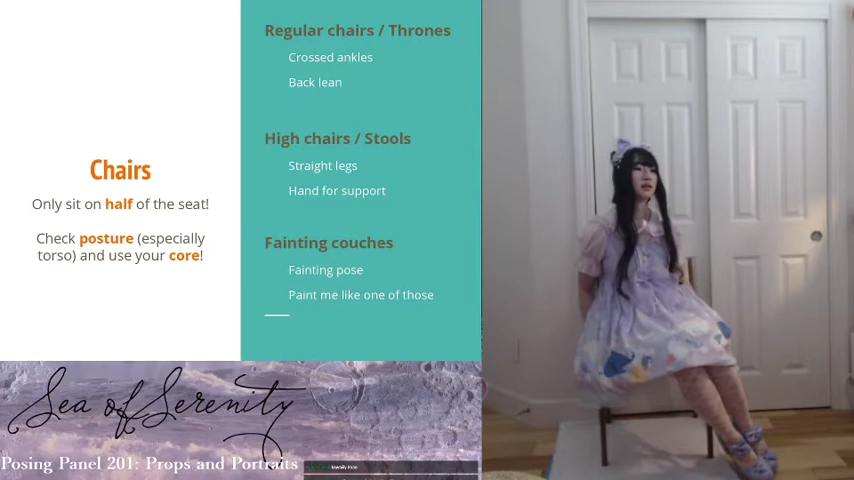 Chairs
Only sit on half of the seat!
Check posture (especially
torso) and use your core!
Regular chairs / Thrones
Crossed ankles
Back lean
High chairs / Stools
Straight legs
Hand for support
Fainting couches
Fainting pose
Paint me like one of those
Sea of Serenity
Posing Panel 201: Props and Portraits